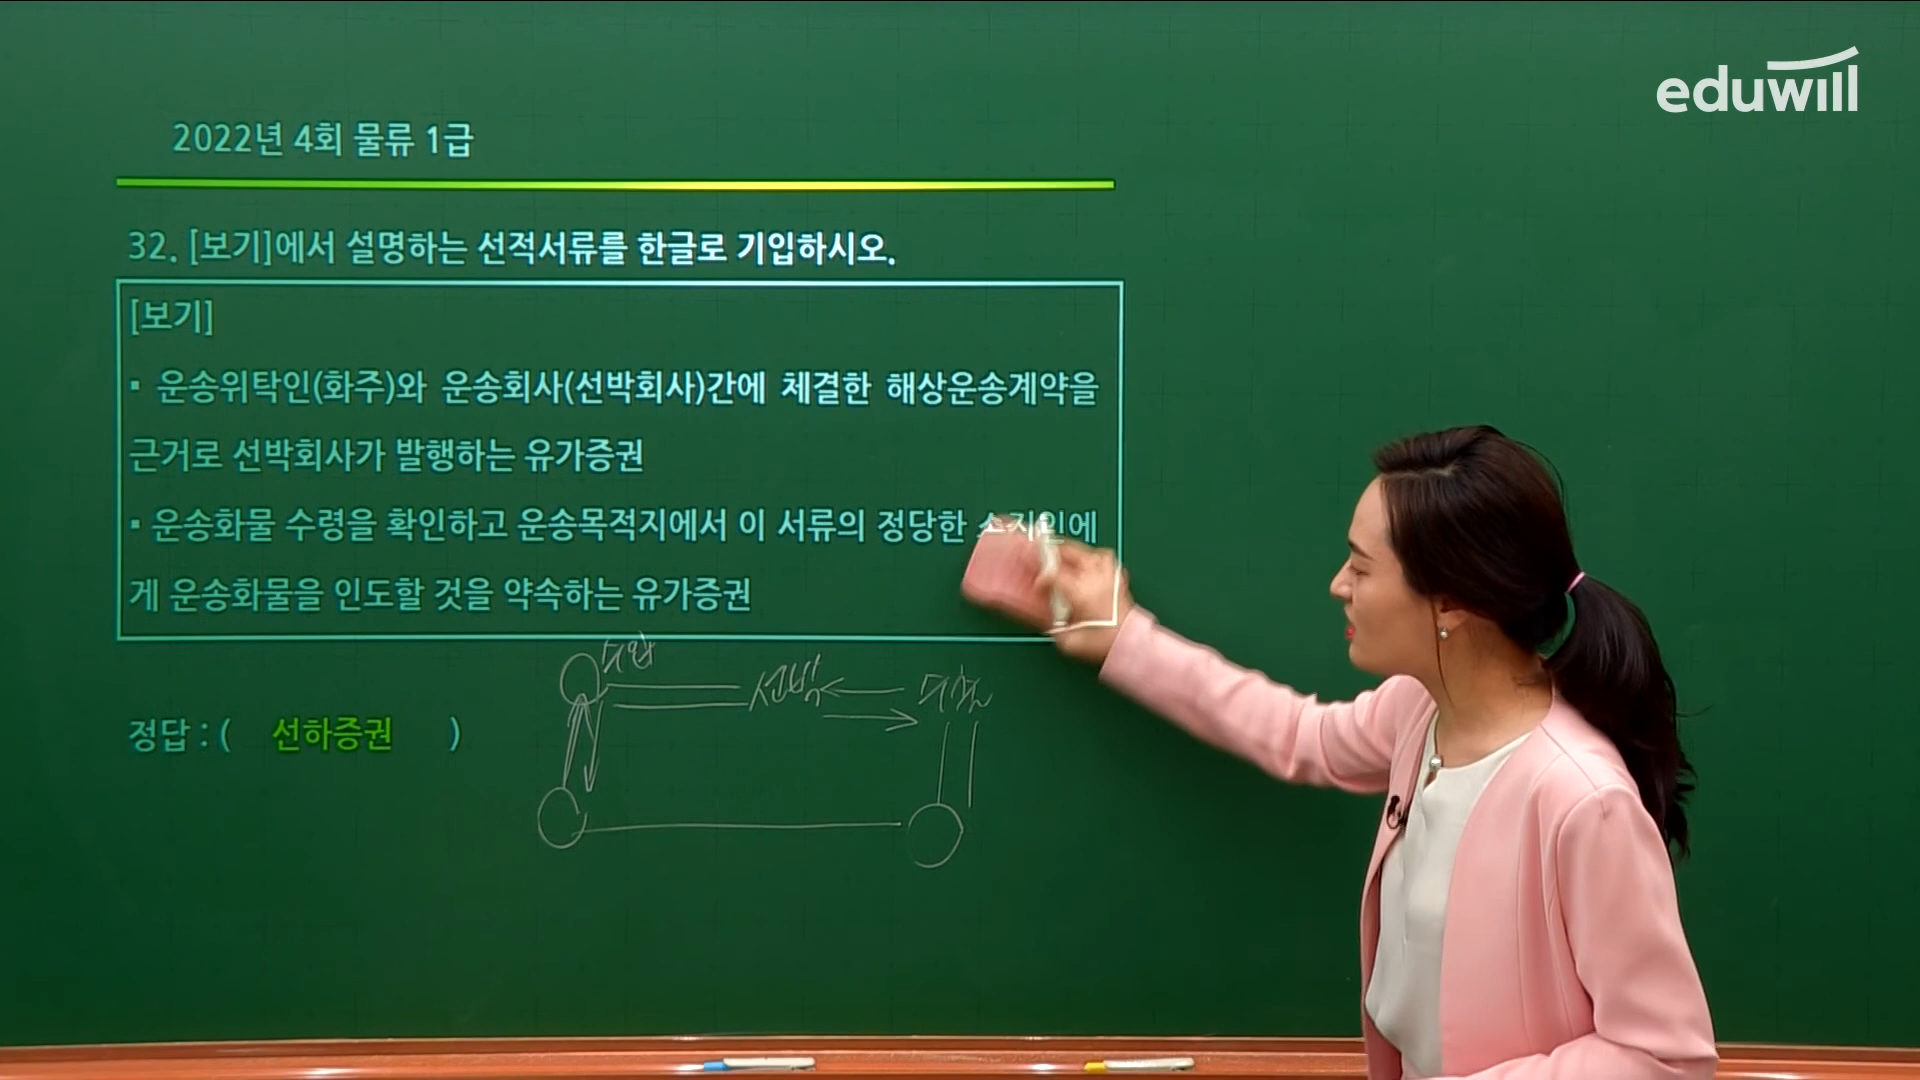 eduwill
2022년 4회 물류 1급
32. [보기]에서 설명하는 선적서류를 한글로 기입하시오.
[보기]
▪ 운송위탁인(화주)와 운송회사(선박회사)간에 체결한 해상운송계약을
근거로 선박회사가 발행하는 유가증권
▪ 운송화물 수령을 확인하고 운송목적지에서 이 서류의 정당한 소지인에
게 운송화물을 인도할 것을 약속하는 유가증권
선박
정답 : ( 선하증권 )